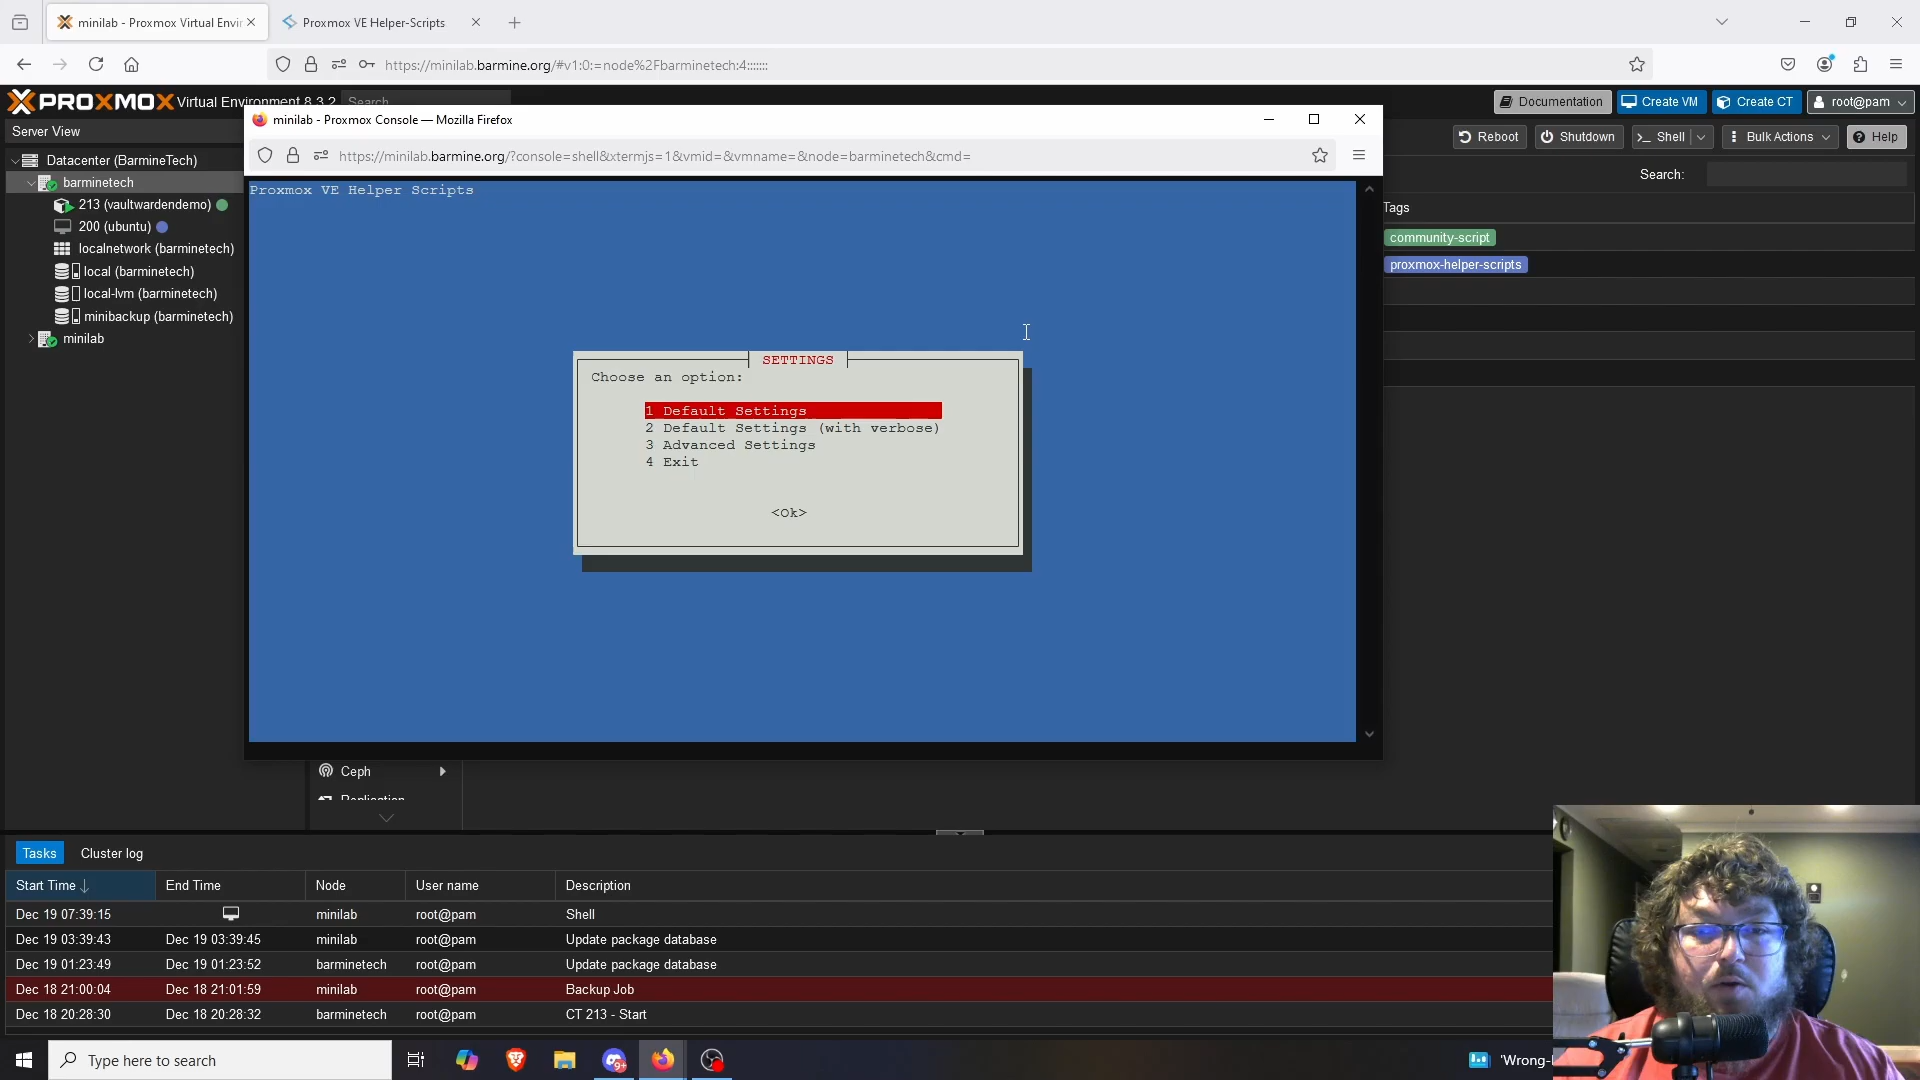 minilab - Proxmox Virtual Envir
Proxmox VE Helper-Scripts
https://minilab.barmine.org/#v1:0:=node%2Fbarminetech:4:::::::
PROXMOX Virtual Environment 8.3.2
Search
Documentation
Create VM
Create CT
root@pam
Server View
Reboot
Shutdown
Shell
Bulk Actions
Help
Search:
Tags
community-script
proxmox-helper-scripts
Datacenter (BarmineTech)
barminetech
213 (vaultwardendemo)
200 (ubuntu)
localnetwork (barminetech)
local (barminetech)
local-lvm (barminetech)
minibackup (barminetech)
minilab
minilab - Proxmox Console — Mozilla Firefox
https://minilab.barmine.org/?console=shell&xtermjs=1&vmid=&vmname=&node=barminetech&cmd=
Proxmox VE Helper Scripts
SETTINGS
Choose an option:
1 Default Settings
2 Default Settings (with verbose)
3 Advanced Settings
4 Exit
<Ok>
Ceph
Replication
Tasks
Cluster log
Start Time End Time Node User name Description
Dec 19 07:39:15 minilab root@pam Shell
Dec 19 03:39:43 Dec 19 03:39:45 minilab root@pam Update package database
Dec 19 01:23:49 Dec 19 01:23:52 barminetech root@pam Update package database
Dec 18 21:00:04 Dec 18 21:01:59 minilab root@pam Backup Job
Dec 18 20:28:30 Dec 18 20:28:32 barminetech root@pam CT 213 - Start
Type here to search
9+
'Wrong-